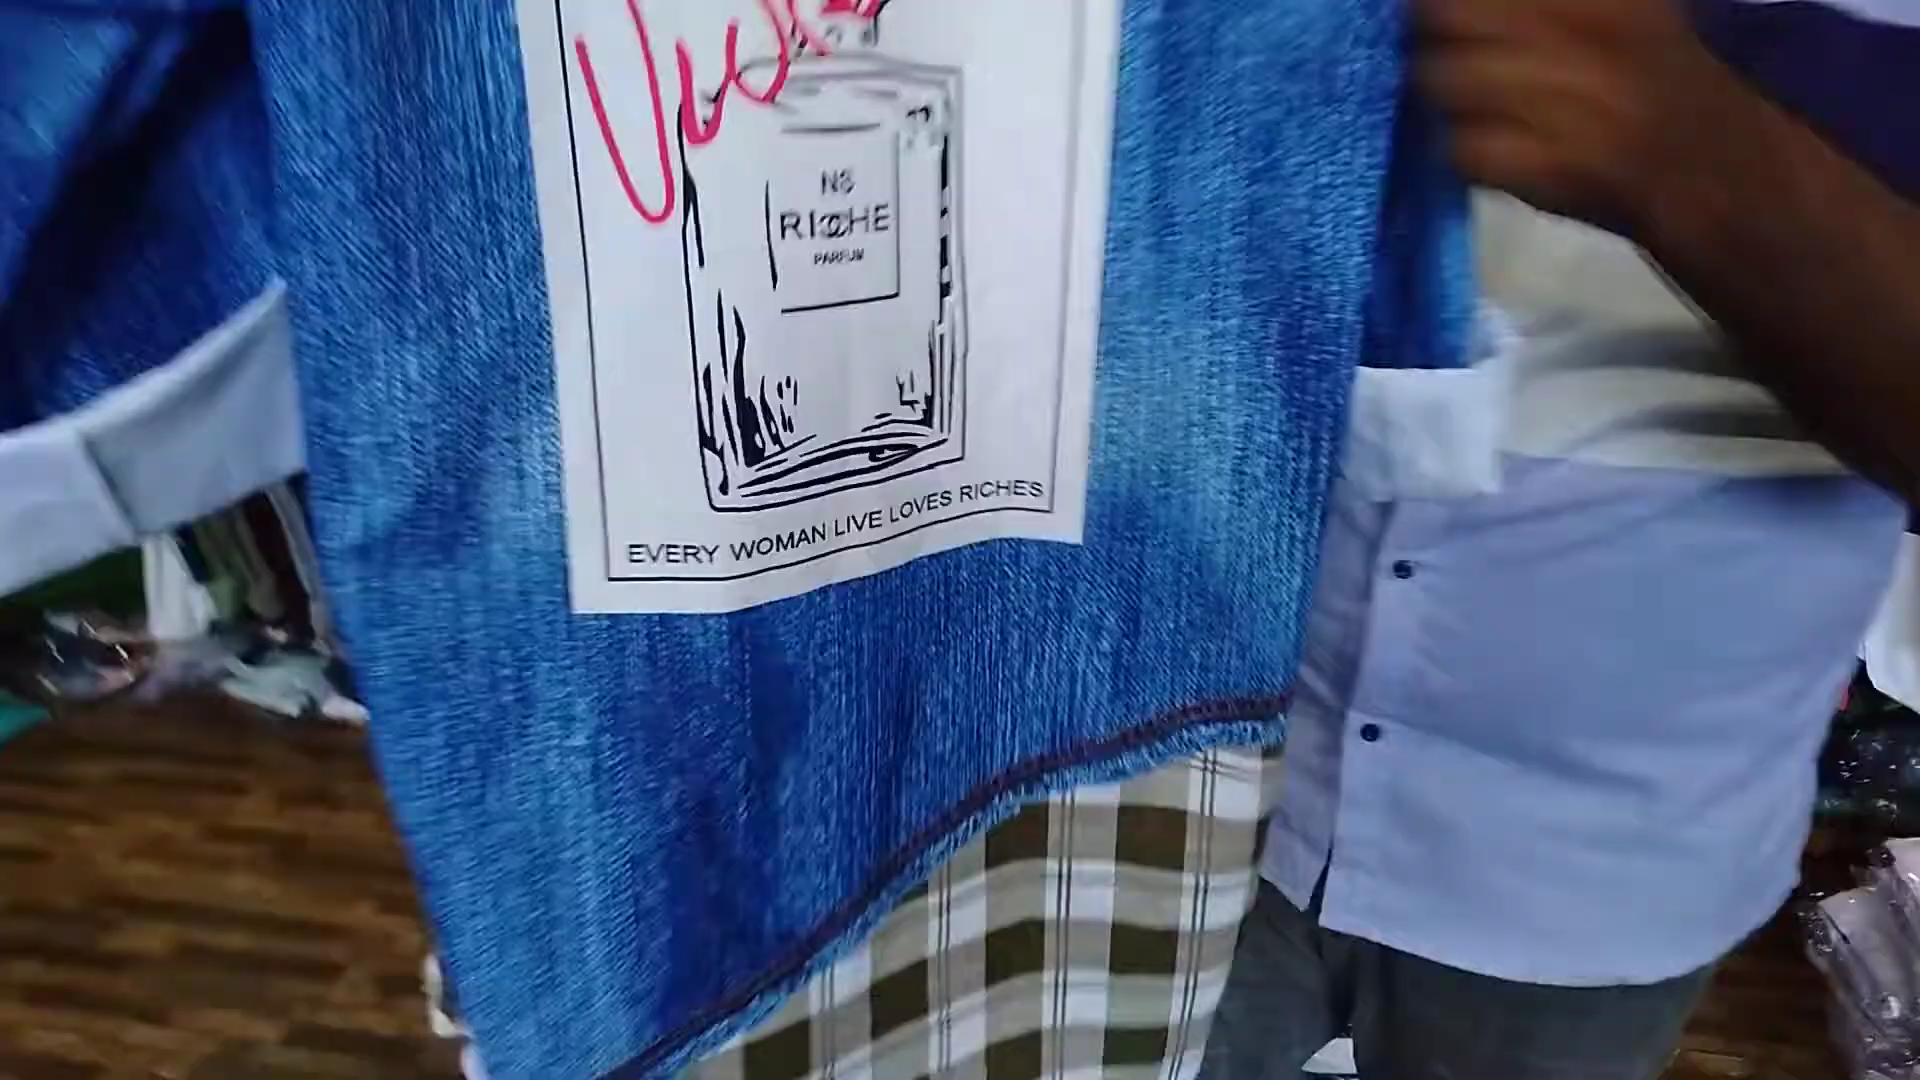 N8
RICHE
PARFUM
EVERY WOMAN LIVE LOVES RICHES